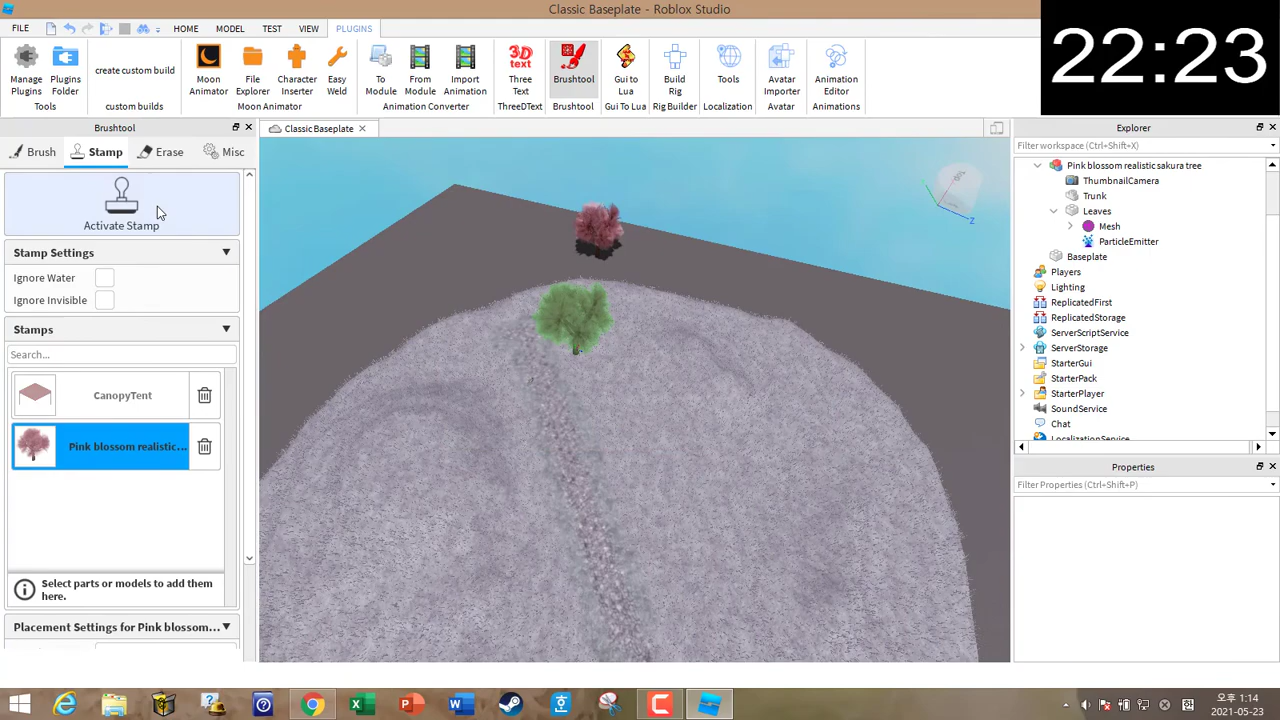 Classic Baseplate - Roblox Studio
22:23
FILE
HOME
MODEL
TEST
VIEW
PLUGINS
Manage Plugins
Plugins Folder
Tools
create custom build
custom builds
Moon Animator
File Explorer
Character Inserter
Easy Weld
Moon Animator
To Module
From Module
Import Animation
Animation Converter
3D text
Three Text
ThreeDText
Brushtool
Brushtool
Gui to Lua
Gui To Lua
Build Rig
Rig Builder
Tools
Localization
Avatar Importer
Avatar
Animation Editor
Animations
Brushtool
Classic Baseplate
Brush
Stamp
Erase
Misc
Activate Stamp
Stamp Settings
Ignore Water
Ignore Invisible
Stamps
Search...
CanopyTent
Pink blossom realistic...
Select parts or models to add them
here.
Placement Settings for Pink blossom...
Z
Explorer
Filter workspace (Ctrl+Shift+X)
Pink blossom realistic sakura tree
ThumbnailCamera
Trunk
Leaves
Mesh
ParticleEmitter
Baseplate
Players
Lighting
ReplicatedFirst
ReplicatedStorage
ServerScriptService
ServerStorage
StarterGui
StarterPack
StarterPlayer
SoundService
Chat
LocalizationService
Properties
Filter Properties (Ctrl+Shift+P)
오후 1:14
2021-05-23